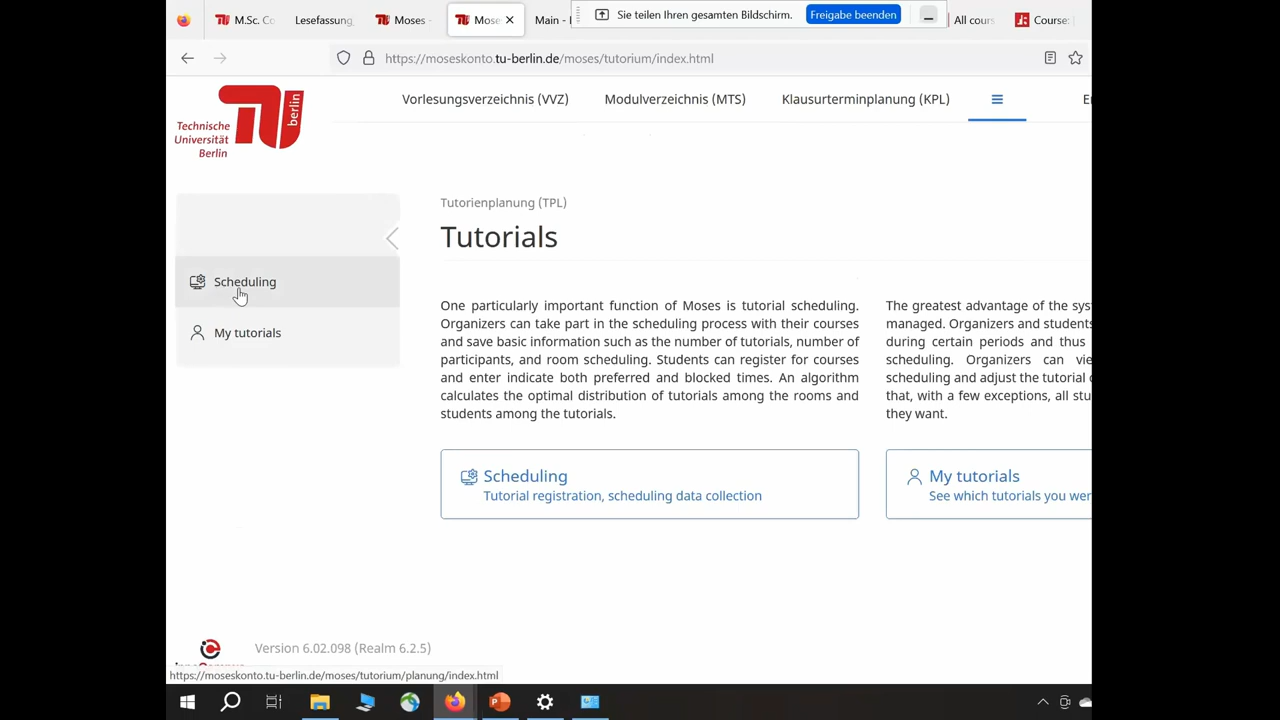 M.Sc. Co
Lesefassung
Moses
Mose
Main -
Sie teilen Ihren gesamten Bildschirm.
Freigabe beenden
All cours
Course:
https://moseskonto.tu-berlin.de/moses/tutorium/index.html
Technische
Universität
Berlin
berlin
Vorlesungsverzeichnis (VVZ)
Modulverzeichnis (MTS)
Klausurterminplanung (KPL)
Scheduling
My tutorials
Tutorienplanung (TPL)
Tutorials
One particularly important function of Moses is tutorial scheduling.
Organizers can take part in the scheduling process with their courses
and save basic information such as the number of tutorials, number of
participants, and room scheduling. Students can register for courses
and enter indicate both preferred and blocked times. An algorithm
calculates the optimal distribution of tutorials among the rooms and
students among the tutorials.
The greatest advantage of the sys
managed. Organizers and students
during certain periods and thus
scheduling. Organizers can vie
scheduling and adjust the tutorial
that, with a few exceptions, all stu
they want.
Scheduling
Tutorial registration, scheduling data collection
My tutorials
See which tutorials you wer
Version 6.02.098 (Realm 6.2.5)
https://moseskonto.tu-berlin.de/moses/tutorium/planung/index.html